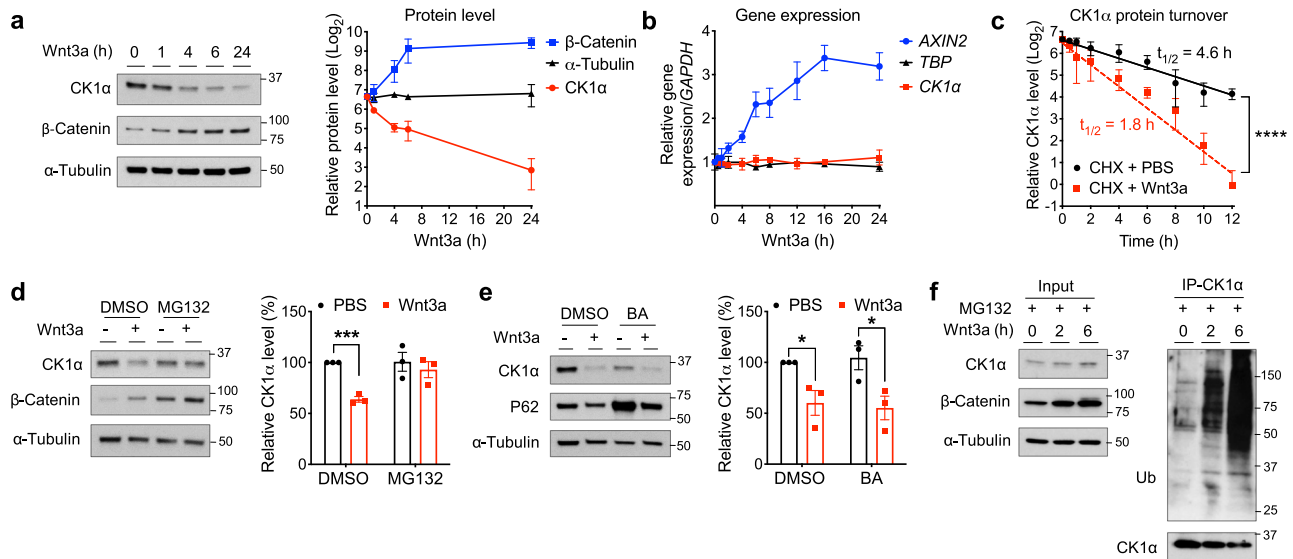 a
Wnt3a (h) 0 1 4 6 24
CK1α
37
β-Catenin
100
75
α-Tubulin
50
Protein level
Relative protein level (Log2)
10
9
8
7
6
5
4
3
2
1
β-Catenin
α-Tubulin
CK1α
0 4 8 12 16 20 24
Wnt3a (h)
b
Gene expression
Relative gene
expression/GAPDH
4
3
2
1
AXIN2
TBP
CK1α
0 4 8 12 16 20 24
Wnt3a (h)
c
CK1α protein turnover
Relative CK1α level (Log2)
7
6
5
4
3
2
1
0
-1
t1/2 = 4.6 h
t1/2 = 1.8 h
****
CHX + PBS
CHX + Wnt3a
0 2 4 6 8 10 12
Time (h)
d
DMSO MG132
Wnt3a - + - +
CK1α
37
β-Catenin
100
75
α-Tubulin
50
Relative CK1α level (%)
150
100
50
0
PBS Wnt3a
***
DMSO MG132
e
DMSO BA
Wnt3a - + - +
CK1α
37
P62
75
50
α-Tubulin
50
Relative CK1α level (%)
150
100
50
0
PBS Wnt3a
* *
DMSO BA
f
Input IP-CK1α
MG132 + + + + + +
Wnt3a (h) 0 2 6 0 2 6
CK1α
37
β-Catenin
100
75
α-Tubulin
50
Ub
150
75
50
37
25
CK1α
37